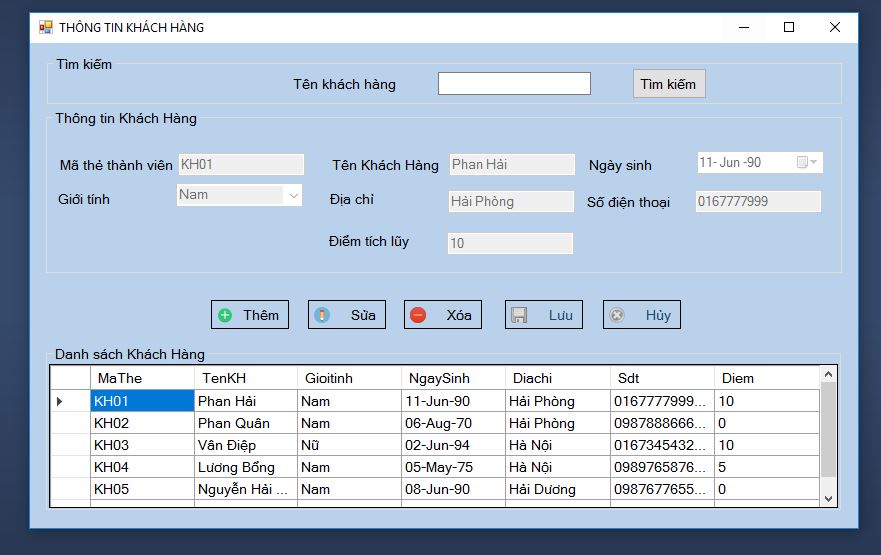 THÔNG TIN KHÁCH HÀNG
Tìm kiếm
Tên khách hàng Tìm kiếm
Thông tin Khách Hàng
Mã thẻ thành viên KH01 Tên Khách Hàng Phan Hải Ngày sinh 11- Jun -90
Giới tính Nam Địa chỉ Hải Phòng Số điện thoại 0167777999
Điểm tích lũy 10
Thêm Sửa Xóa Lưu Hủy
Danh sách Khách Hàng
MaThe TenKH Gioitinh NgaySinh Diachi Sdt Diem
KH01 Phan Hải Nam 11-Jun-90 Hải Phòng 0167777999... 10
KH02 Phan Quân Nam 06-Aug-70 Hải Phòng 0987888666... 0
KH03 Vân Điệp Nữ 02-Jun-94 Hà Nội 0167345432... 10
KH04 Lương Bổng Nam 05-May-75 Hà Nội 0989765876... 5
KH05 Nguyễn Hải ... Nam 08-Jun-90 Hải Dương 0987677655... 0